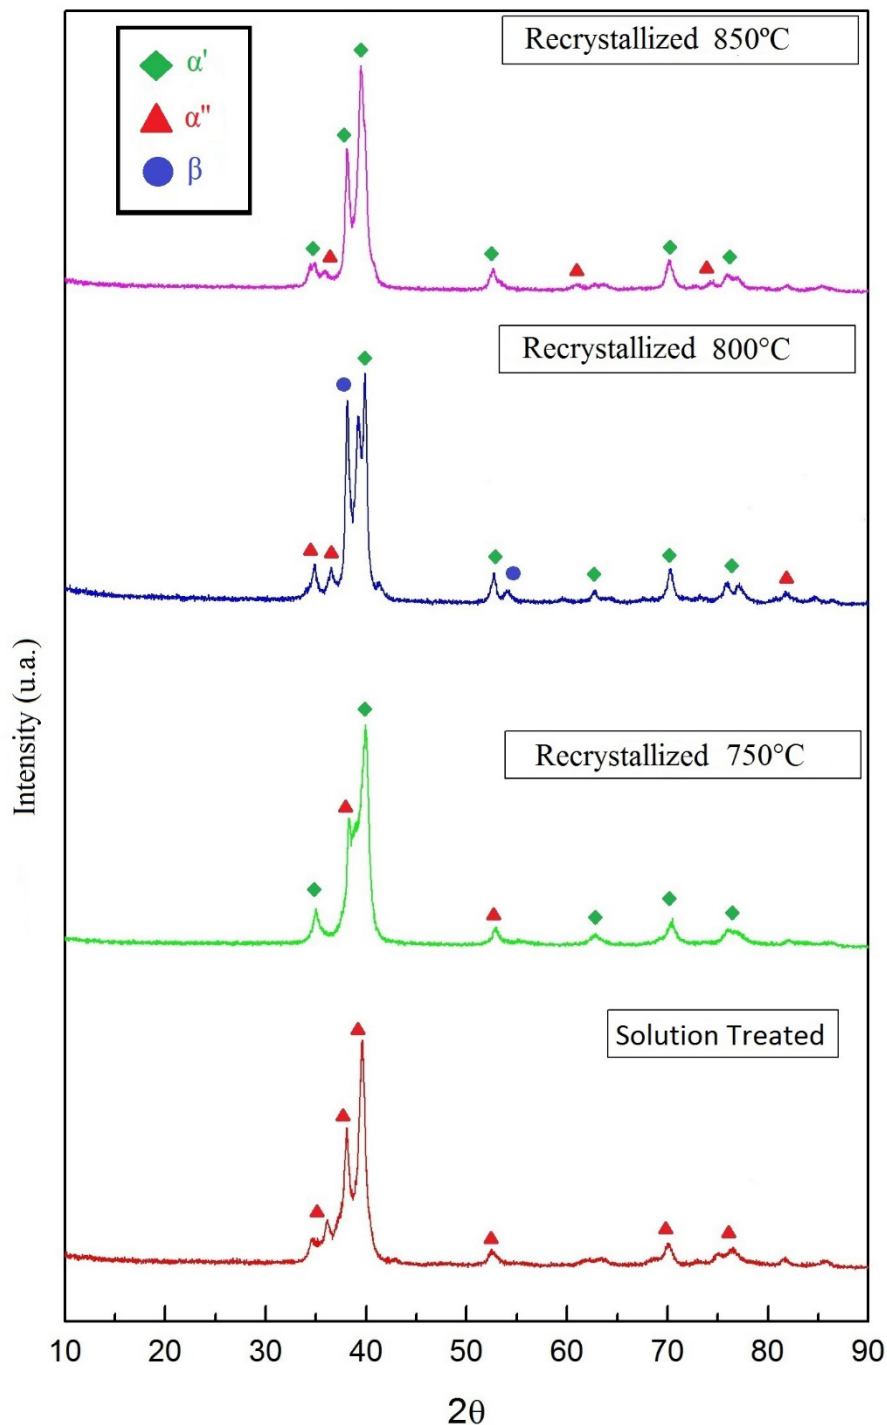 Recrystallized 850ºC
α'
α"
β
Recrystallized 800°C
Recrystallized 750°C
Solution Treated
Intensity (u.a.)
10 20 30 40 50 60 70 80 90
2θ